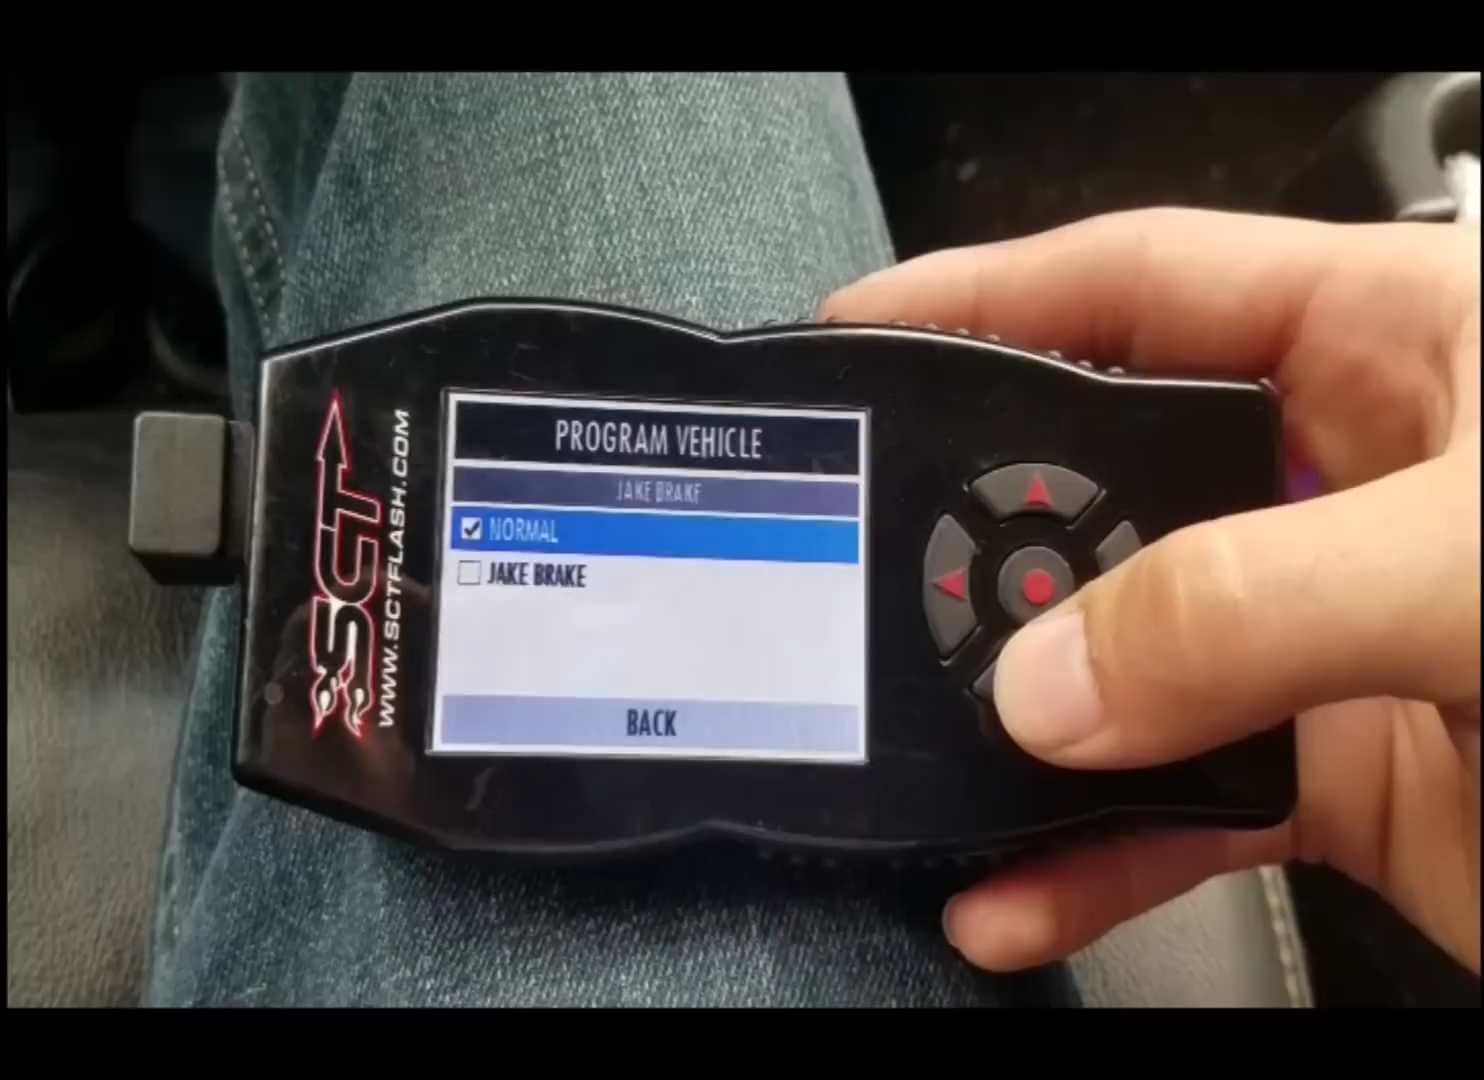 SCT
WWW.SCTFLASH.COM
PROGRAM VEHICLE
JAKE BRAKE
NORMAL
JAKE BRAKE
BACK